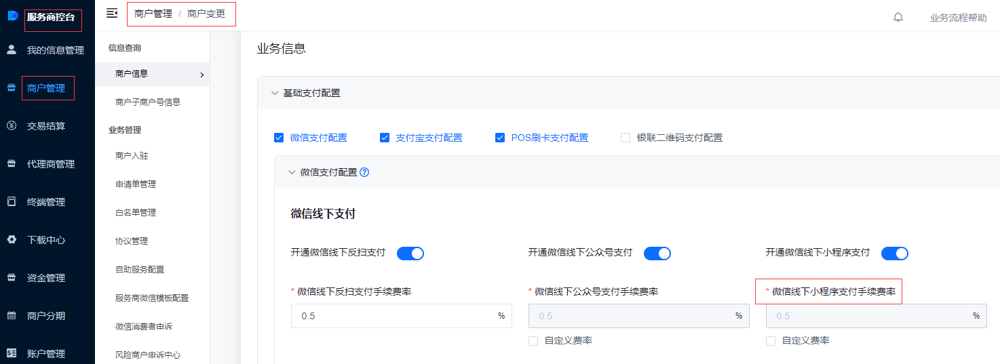 服务商控台
我的信息管理
商户管理
交易结算
代理商管理
终端管理
下载中心
资金管理
商户分期
账户管理
商户管理 / 商户变更
业务流程帮助
信息查询
商户信息
商户子商户号信息
业务管理
商户入驻
申请单管理
白名单管理
协议管理
自助服务配置
服务商微信模板配置
微信消费者申诉
风险商户申诉中心
业务信息
基础支付配置
微信支付配置 支付宝支付配置 POS刷卡支付配置 银联二维码支付配置
微信支付配置
微信线下支付
开通微信线下反扫支付 开通微信线下公众号支付 开通微信线下小程序支付
* 微信线下反扫支付手续费率 * 微信线下公众号支付手续费率 * 微信线下小程序支付手续费率
0.5 % 0.5 % 0.5 %
自定义费率 自定义费率